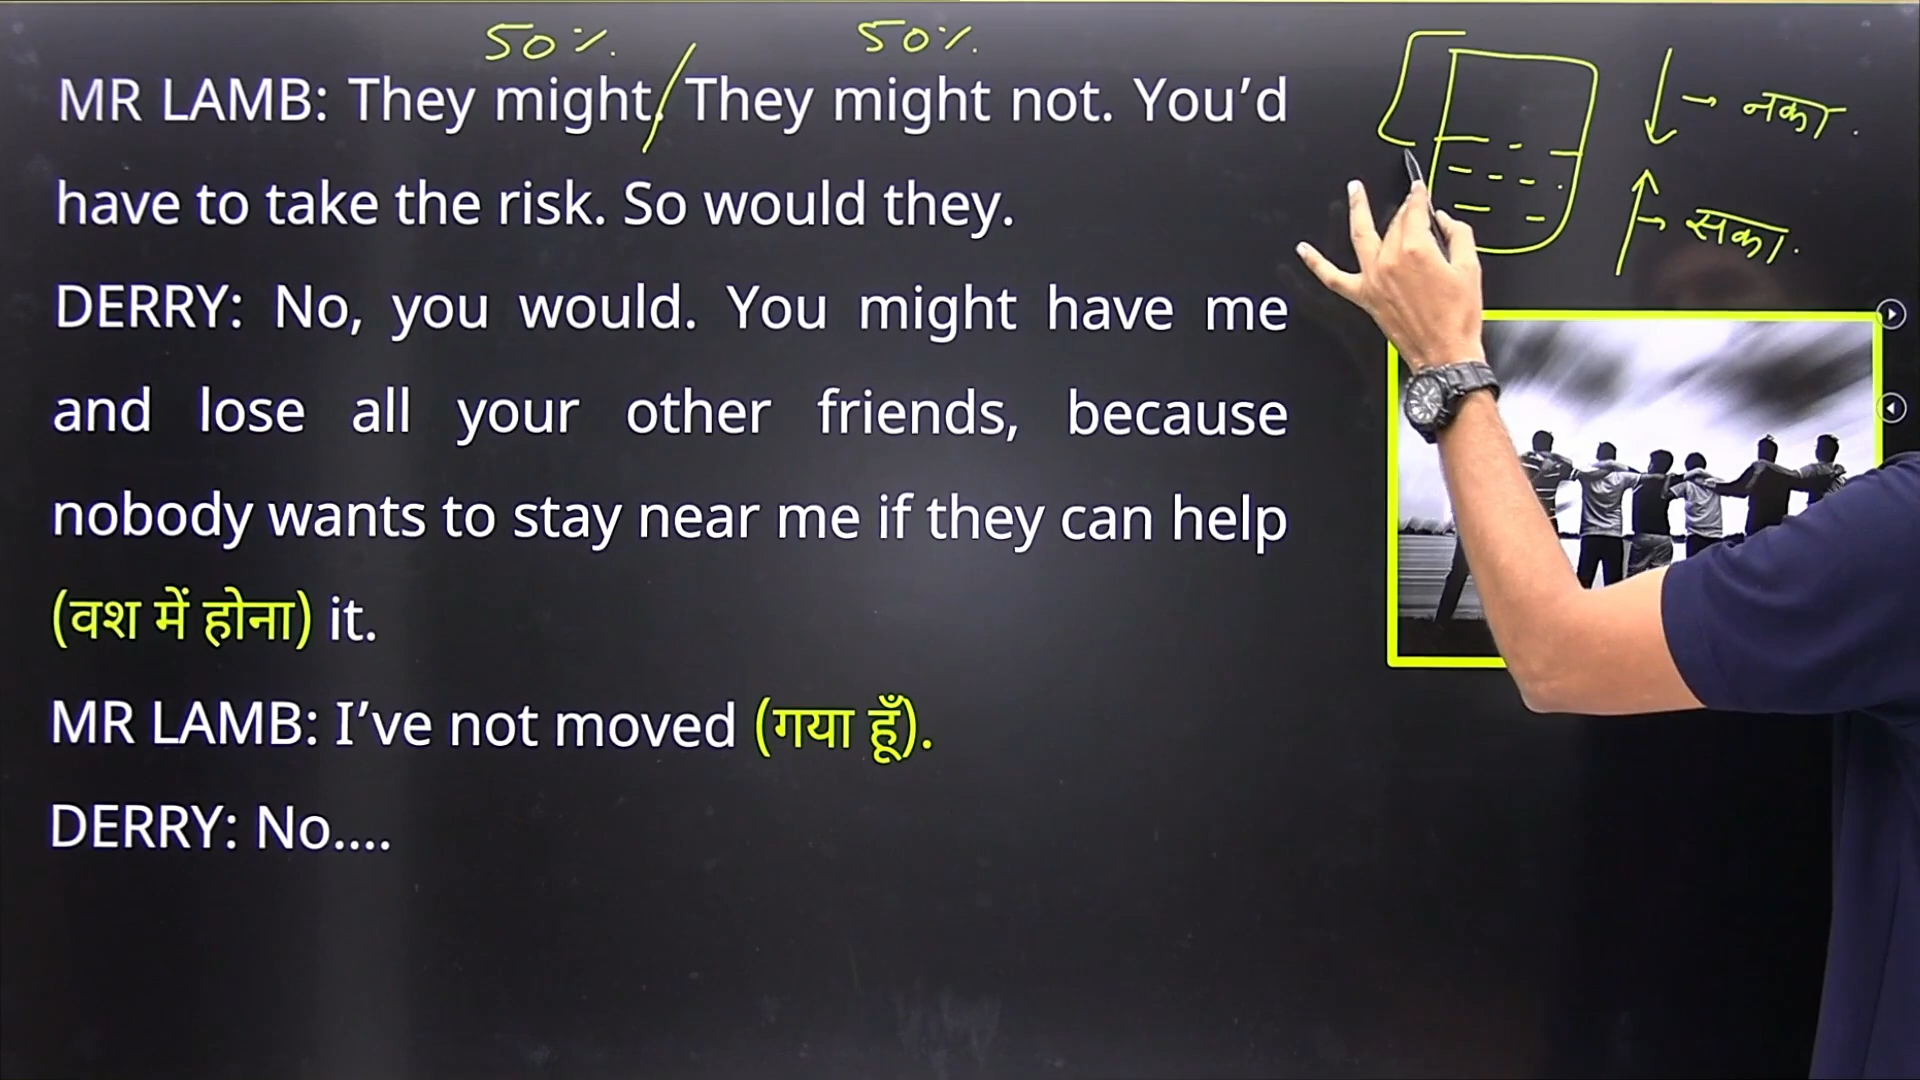 50%. 50%.
MR LAMB: They might./ They might not. You’d
have to take the risk. So would they.
DERRY: No, you would. You might have me
and lose all your other friends, because
nobody wants to stay near me if they can help
(वश में होना) it.
MR LAMB: I’ve not moved (गया हूँ).
DERRY: No....
→ नका.
→ सका.